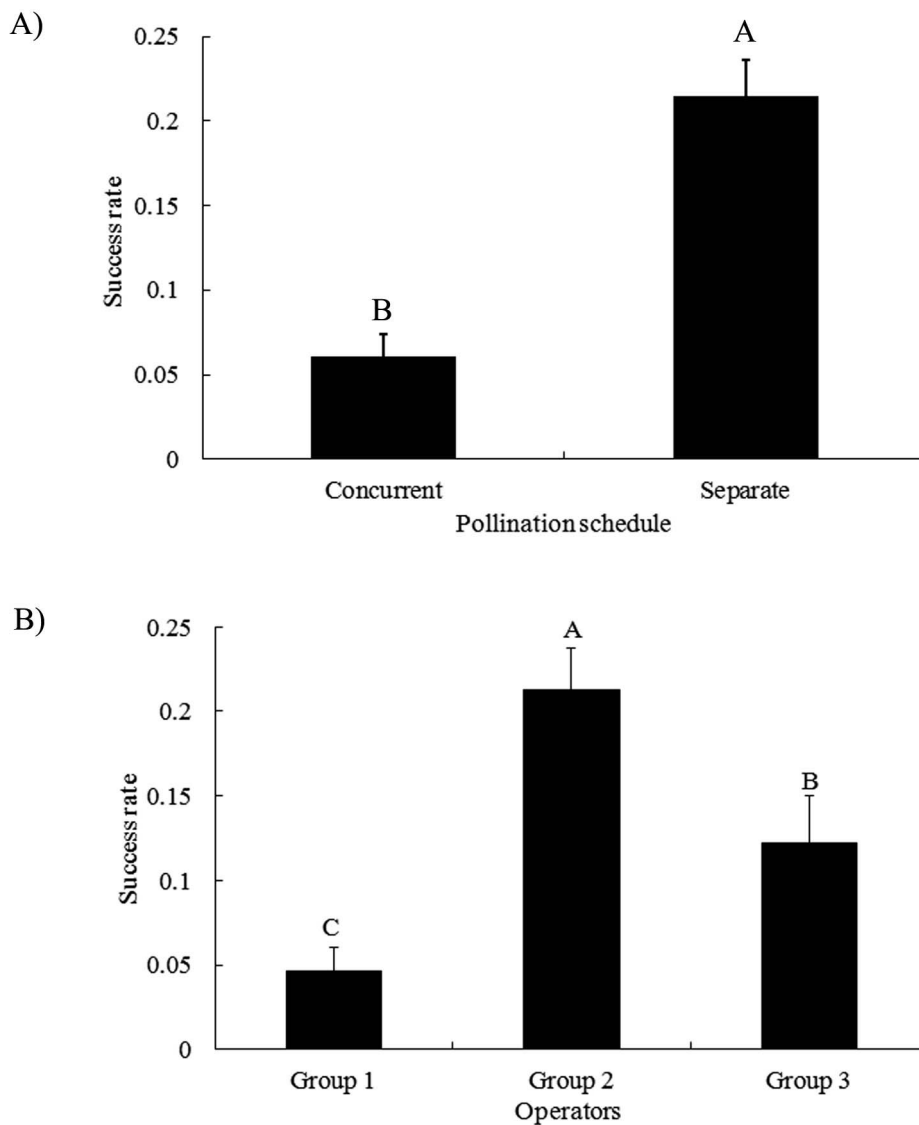 A)
0.25
A
0.2
0.15
0.1
B
0.05
0
Success rate
Concurrent Separate
Pollination schedule
B)
0.25
A
0.2
0.15
B
0.1
C
0.05
0
Success rate
Group 1 Group 2 Group 3
Operators